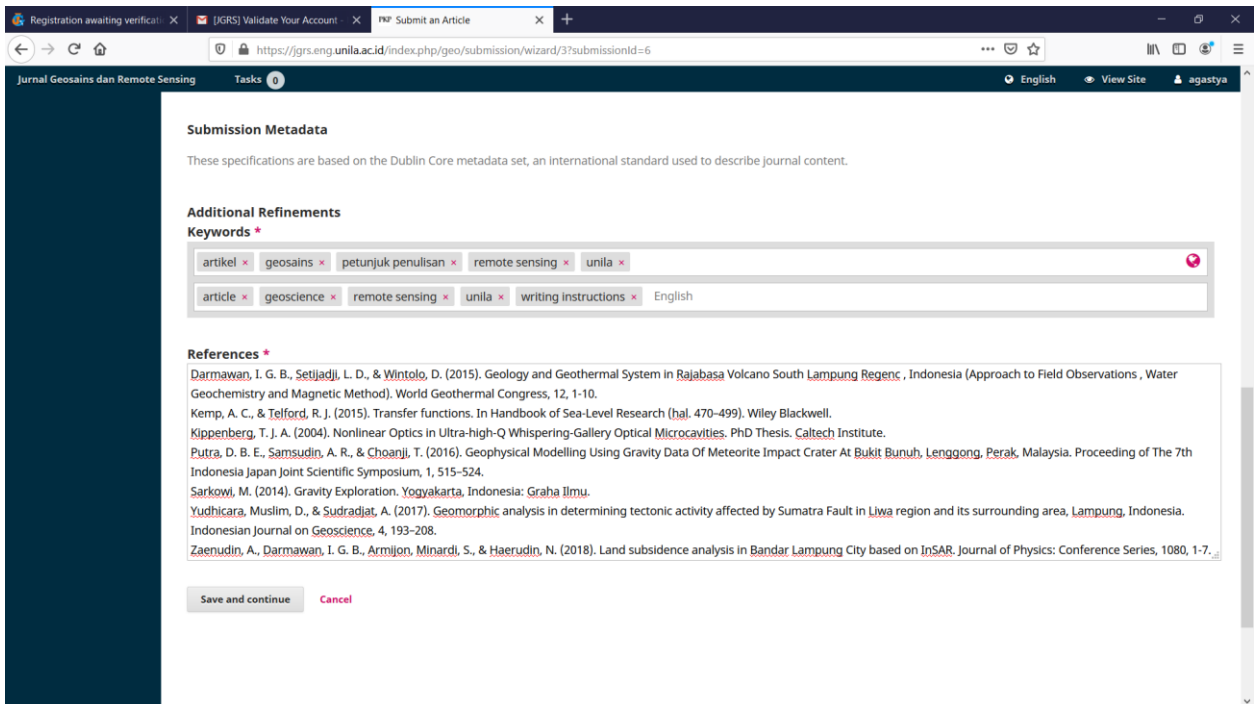 Registration awaiting verificati
[JGRS] Validate Your Account -
PKP Submit an Article
https://jgrs.eng.unila.ac.id/index.php/geo/submission/wizard/3?submissionId=6
Jurnal Geosains dan Remote Sensing Tasks 0 English View Site agastya
Submission Metadata
These specifications are based on the Dublin Core metadata set, an international standard used to describe journal content.
Additional Refinements
Keywords *
artikel × geosains × petunjuk penulisan × remote sensing × unila ×
article × geoscience × remote sensing × unila × writing instructions × English
References *
Darmawan, I. G. B., Setijadji, L. D., & Wintolo, D. (2015). Geology and Geothermal System in Rajabasa Volcano South Lampung Regenc , Indonesia (Approach to Field Observations , Water
Geochemistry and Magnetic Method). World Geothermal Congress, 12, 1-10.
Kemp, A. C., & Telford, R. J. (2015). Transfer functions. In Handbook of Sea-Level Research (hal. 470–499). Wiley Blackwell.
Kippenberg, T. J. A. (2004). Nonlinear Optics in Ultra-high-Q Whispering-Gallery Optical Microcavities. PhD Thesis. Caltech Institute.
Putra, D. B. E., Samsudin, A. R., & Choanji, T. (2016). Geophysical Modelling Using Gravity Data Of Meteorite Impact Crater At Bukit Bunuh, Lenggong, Perak, Malaysia. Proceeding of The 7th
Indonesia Japan Joint Scientific Symposium, 1, 515–524.
Sarkowi, M. (2014). Gravity Exploration. Yogyakarta, Indonesia: Graha Ilmu.
Yudhicara, Muslim, D., & Sudradjat, A. (2017). Geomorphic analysis in determining tectonic activity affected by Sumatra Fault in Liwa region and its surrounding area, Lampung, Indonesia.
Indonesian Journal on Geoscience, 4, 193–208.
Zaenudin, A., Darmawan, I. G. B., Armijon, Minardi, S., & Haerudin, N. (2018). Land subsidence analysis in Bandar Lampung City based on InSAR. Journal of Physics: Conference Series, 1080, 1-7.
Save and continue Cancel